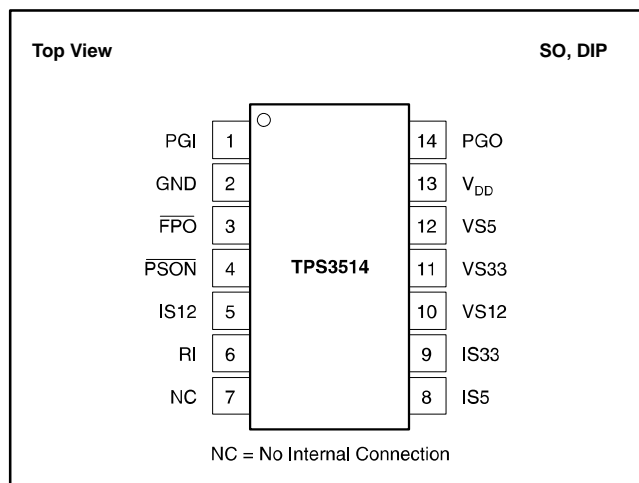 Top View SO, DIP
PGI 1 14 PGO
GND 2 13 VDD
FPO 3 12 VS5
PSON 4 TPS3514 11 VS33
IS12 5 10 VS12
RI 6 9 IS33
NC 7 8 IS5
NC = No Internal Connection